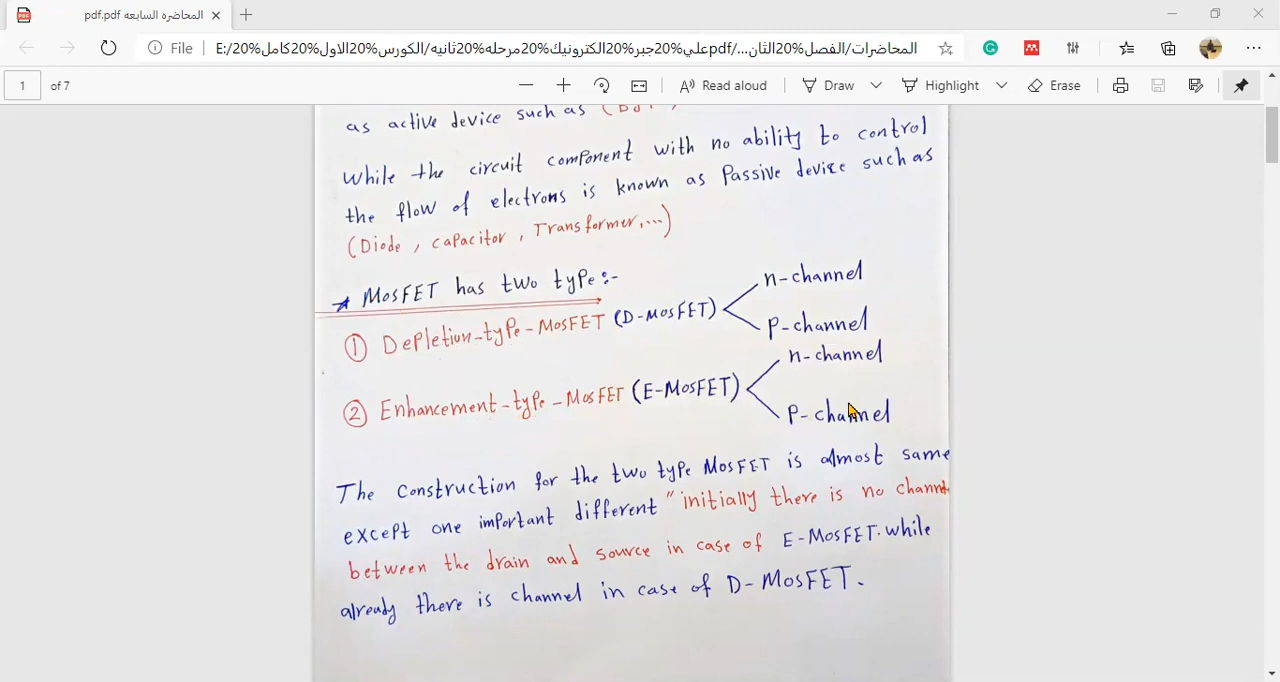 المحاضره السابعه pdf.pdf
File
E:/المحاضرات/الفصل%20الثان.../pdfعلي%20جبر%20الكترونيك%20مرحله%20ثانيه/الكورس%20الاول%20كامل%20
1 of 7
Read aloud
Draw
Highlight
Erase
as active device such as
While the circuit component with no ability to control
the flow of electrons is known as Passive device such as
(Diode, capacitor, Transformer, ...)
MosFET has two type:-
① Depletion-type-MosFET (D-MosFET)
n-channel
P-channel
② Enhancement-type-MosFET (E-MosFET)
n-channel
P-channel
The construction for the two type MosFET is almost same
except one important different "initially there is no chann
between the drain and source in case of E-MosFET. while
already there is channel in case of D-MosFET.